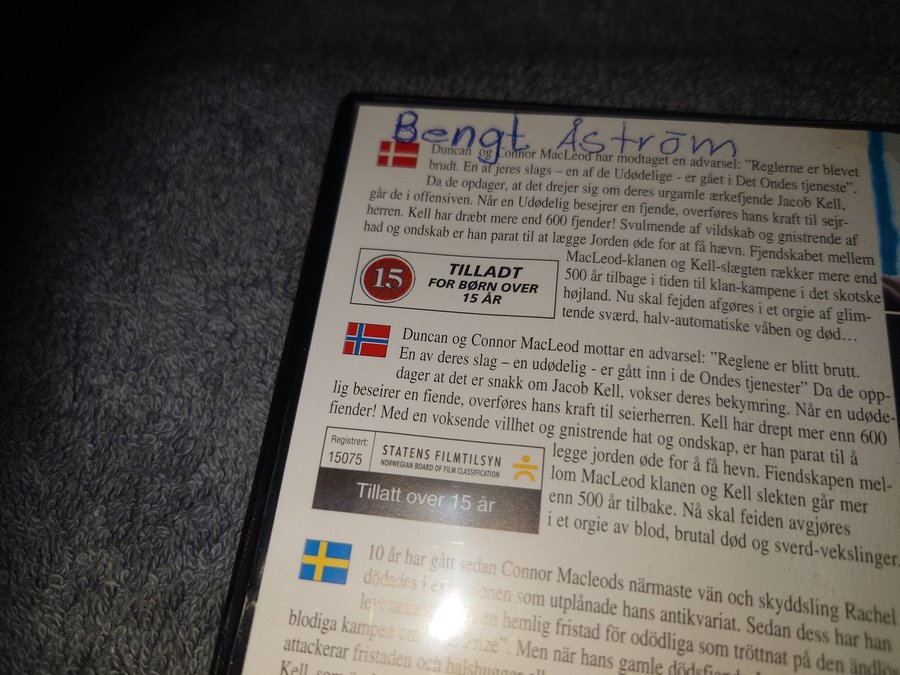 Bengt Åström
Duncan og Connor MacLeod har modtaget en advarsel: "Reglerne er blevet
brudt. En af jeres slags – en af de Udødelige - er gået i Det Ondes tjeneste".
Da de opdager, at det drejer sig om deres urgamle ærkefjende Jacob Kell,
går de i offensiven. Når en Udødelig besejrer en fjende, overføres hans kraft til sejr-
herren. Kell har dræbt mere end 600 fjender! Svulmende af vildskab og gnistrende af
had og ondskab er han parat til at lægge Jorden øde for at få hævn. Fjendskabet mellem
MacLeod-klanen og Kell-slægten rækker mere end
500 år tilbage i tiden til klan-kampene i det skotske
højland. Nu skal fejden afgøres i et orgie af glim-
tende sværd, halv-automatiske våben og død...
15
TILLADT
FOR BØRN OVER
15 ÅR
Duncan og Connor MacLeod mottar en advarsel: "Reglene er blitt brutt.
En av deres slag – en udødelig - er gått inn i de Ondes tjenester" Da de opp-
dager at det er snakk om Jacob Kell, vokser deres bekymring. Når en udøde-
lig beseirer en fiende, overføres hans kraft til seierherren. Kell har drept mer enn 600
fiender! Med en voksende villhet og gnistrende hat og ondskap, er han parat til å
legge jorden øde for å få hevn. Fiendskapen mel-
lom MacLeod klanen og Kell slekten går mer
enn 500 år tilbake. Nå skal feiden avgjøres
i et orgie av blod, brutal død og sverd-vekslinger.
Registrert:
15075
STATENS FILMTILSYN
NORWEGIAN BOARD OF FILM CLASSIFICATION
Tillatt over 15 år
10 år har gått sedan Connor Macleods närmaste vän och skyddsling Rachel
dödades i explosionen som utplånade hans antikvariat. Sedan dess har han
en hemlig fristad för odödliga som tröttnat på den ändlösa
blodiga kampen om Prize". Men när hans gamle
attackerar fristaden och halshugger
Kell som